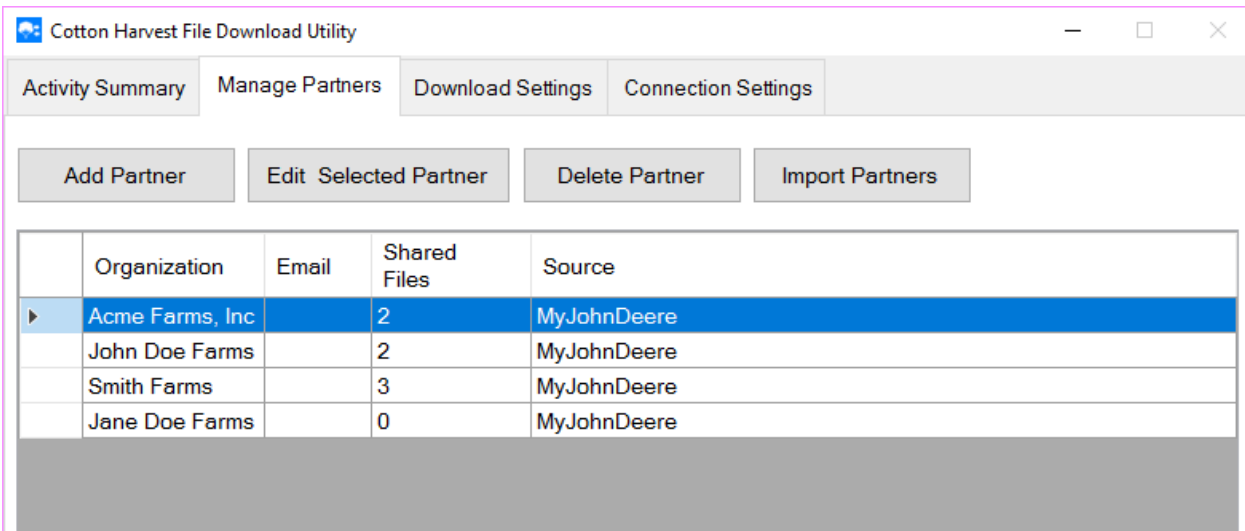 Cotton Harvest File Download Utility
Activity Summary Manage Partners Download Settings Connection Settings
Add Partner Edit Selected Partner Delete Partner Import Partners
Organization Email Shared Files Source
Acme Farms, Inc 2 MyJohnDeere
John Doe Farms 2 MyJohnDeere
Smith Farms 3 MyJohnDeere
Jane Doe Farms 0 MyJohnDeere